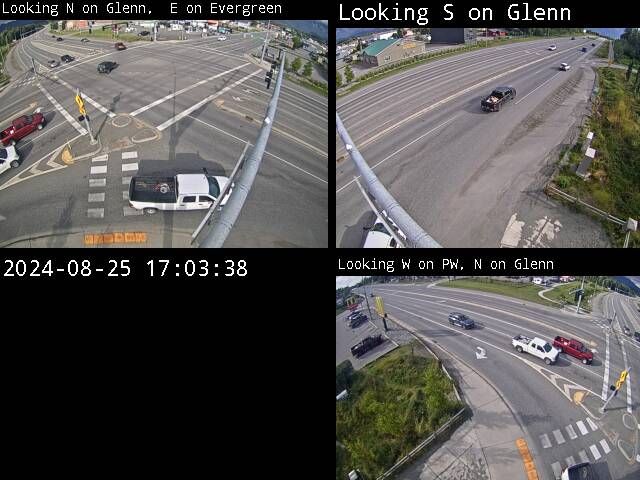 Looking N on Glenn,  E on Evergreen
Looking S on Glenn
2024-08-25 17:03:38
Looking W on PW, N on Glenn